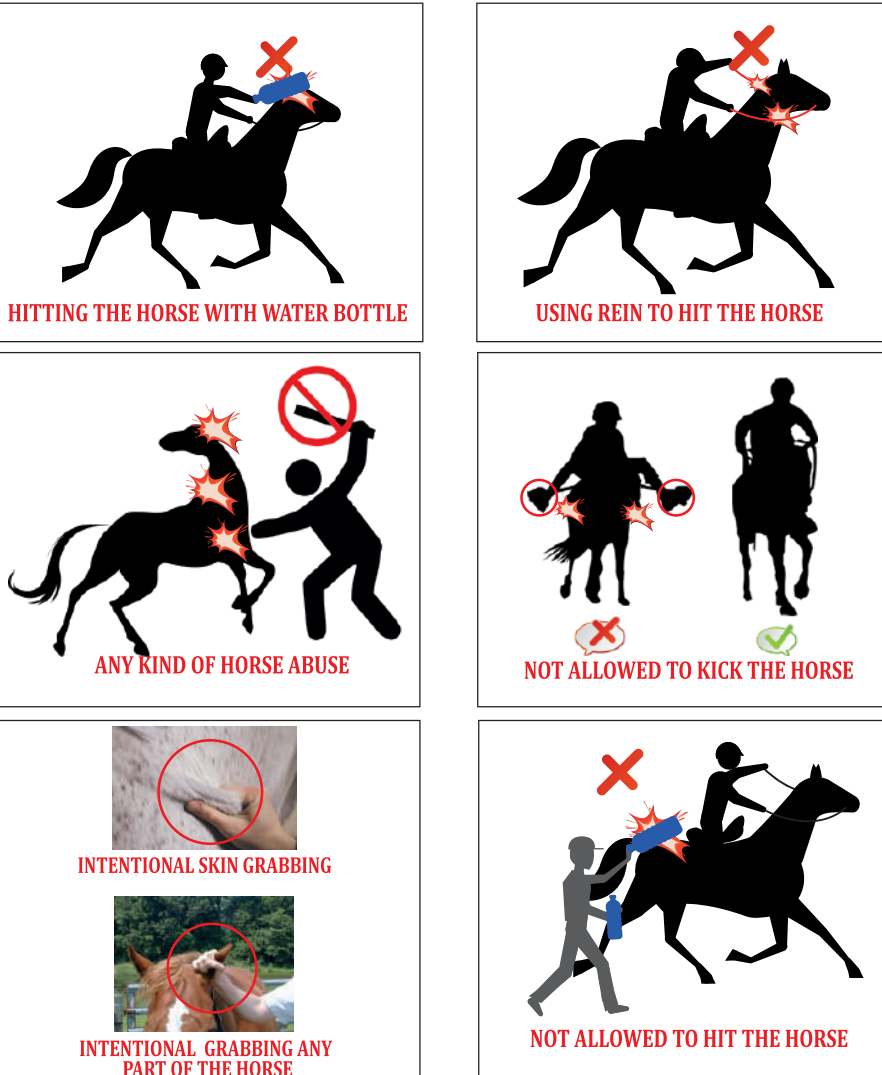 HITTING THE HORSE WITH WATER BOTTLE
USING REIN TO HIT THE HORSE
ANY KIND OF HORSE ABUSE
NOT ALLOWED TO KICK THE HORSE
INTENTIONAL SKIN GRABBING
INTENTIONAL GRABBING ANY
PART OF THE HORSE
NOT ALLOWED TO HIT THE HORSE